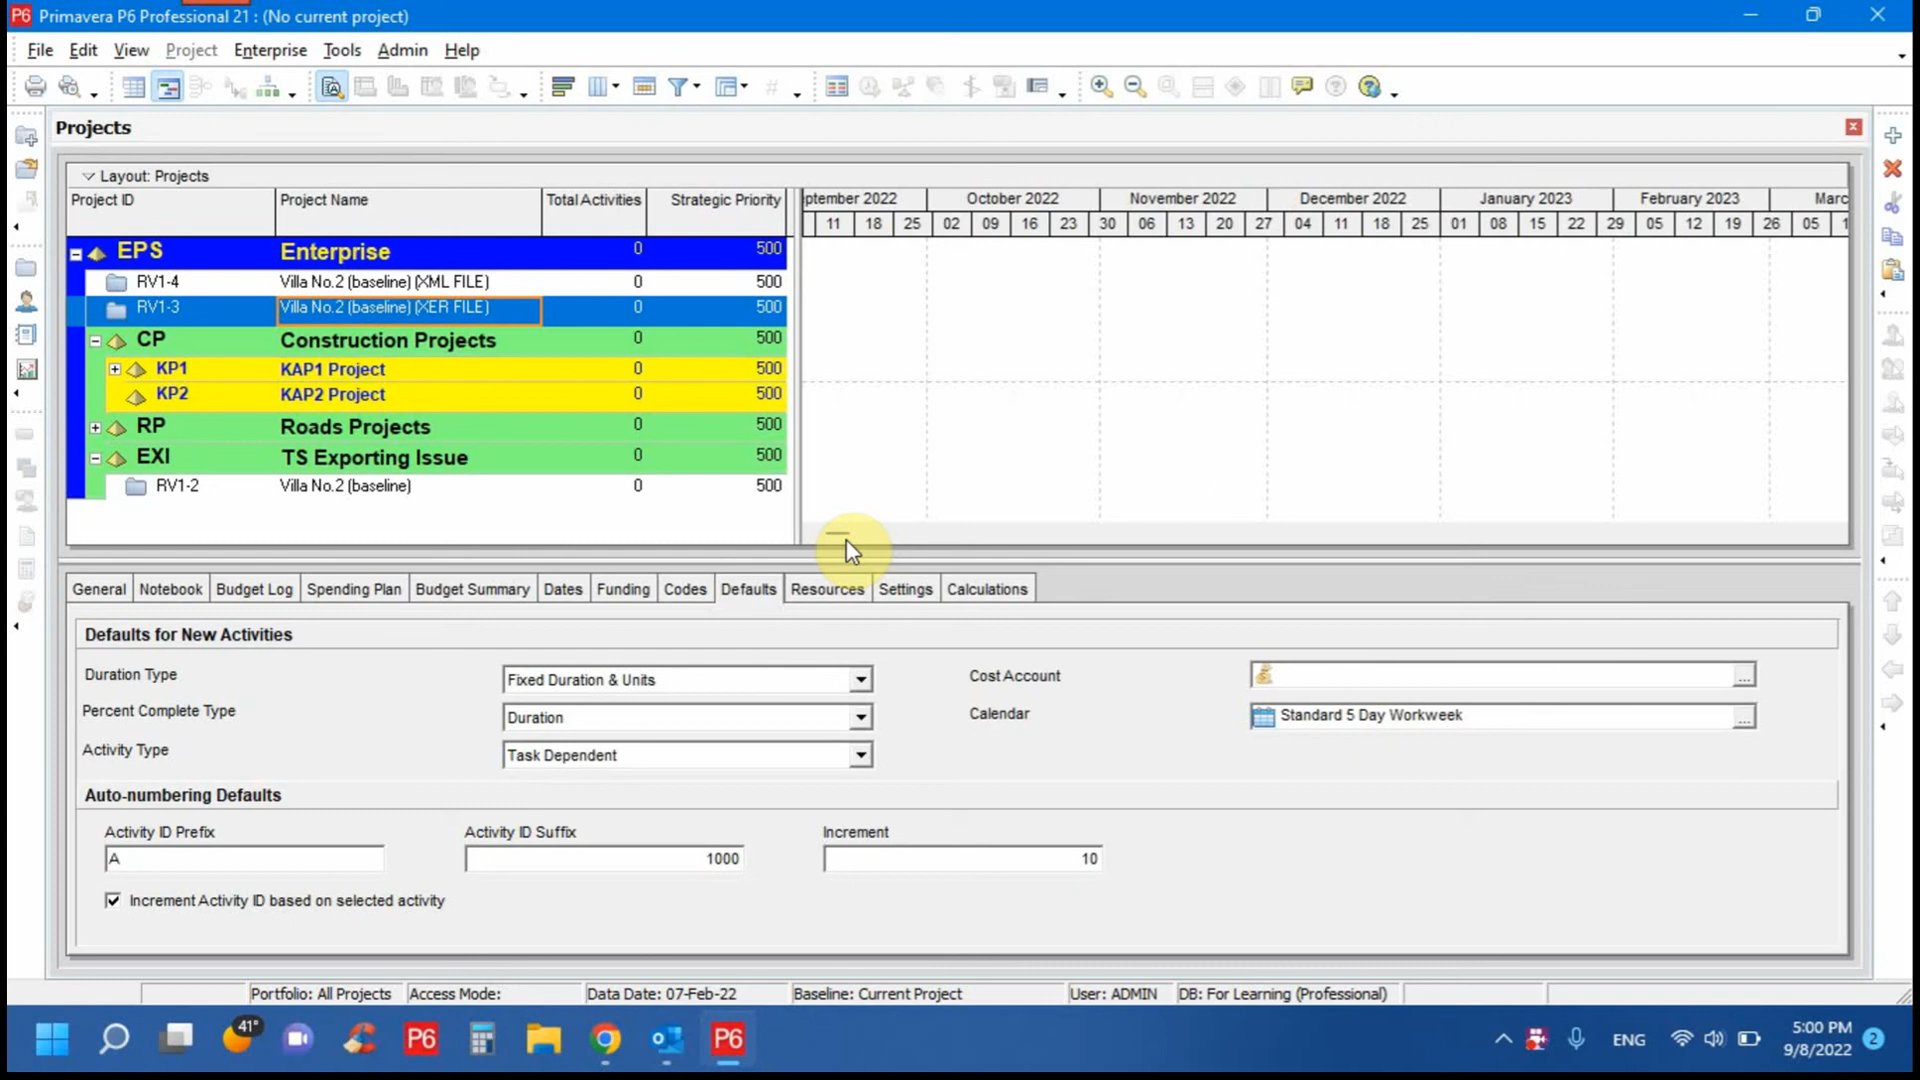 P6 Primavera P6 Professional 21 : (No current project)
File Edit View Project Enterprise Tools Admin Help
Projects
Layout: Projects
Project ID Project Name Total Activities Strategic Priority
ptember 2022 October 2022 November 2022 December 2022 January 2023 February 2023 Marc
11 18 25 02 09 16 23 30 06 13 20 27 04 11 18 25 01 08 15 22 29 05 12 19 26 05 1
EPS Enterprise 0 500
RV1-4 Villa No.2 (baseline) (XML FILE) 0 500
RV1-3 Villa No.2 (baseline) (XER FILE) 0 500
CP Construction Projects 0 500
KP1 KAP1 Project 0 500
KP2 KAP2 Project 0 500
RP Roads Projects 0 500
EXI TS Exporting Issue 0 500
RV1-2 Villa No.2 (baseline) 0 500
General Notebook Budget Log Spending Plan Budget Summary Dates Funding Codes Defaults Resources Settings Calculations
Defaults for New Activities
Duration Type Fixed Duration & Units Cost Account ...
Percent Complete Type Duration Calendar Standard 5 Day Workweek ...
Activity Type Task Dependent
Auto-numbering Defaults
Activity ID Prefix Activity ID Suffix Increment
A 1000 10
Increment Activity ID based on selected activity
Portfolio: All Projects Access Mode: Data Date: 07-Feb-22 Baseline: Current Project User: ADMIN DB: For Learning (Professional)
41° P6 P6 ENG 5:00 PM 2
9/8/2022